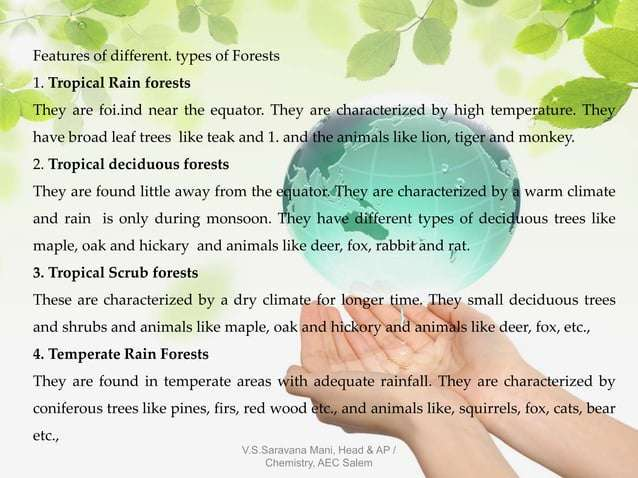 Features of different. types of Forests
1. Tropical Rain forests
They are foi.ind near the equator. They are characterized by high temperature. They
have broad leaf trees like teak and 1. and the animals like lion, tiger and monkey.
2. Tropical deciduous forests
They are found little away from the equator. They are characterized by a warm climate
and rain is only during monsoon. They have different types of deciduous trees like
maple, oak and hickary and animals like deer, fox, rabbit and rat.
3. Tropical Scrub forests
These are characterized by a dry climate for longer time. They small deciduous trees
and shrubs and animals like maple, oak and hickory and animals like deer, fox, etc.,
4. Temperate Rain Forests
They are found in temperate areas with adequate rainfall. They are characterized by
coniferous trees like pines, firs, red wood etc., and animals like, squirrels, fox, cats, bear
etc.,
V.S.Saravana Mani, Head & AP /
Chemistry, AEC Salem